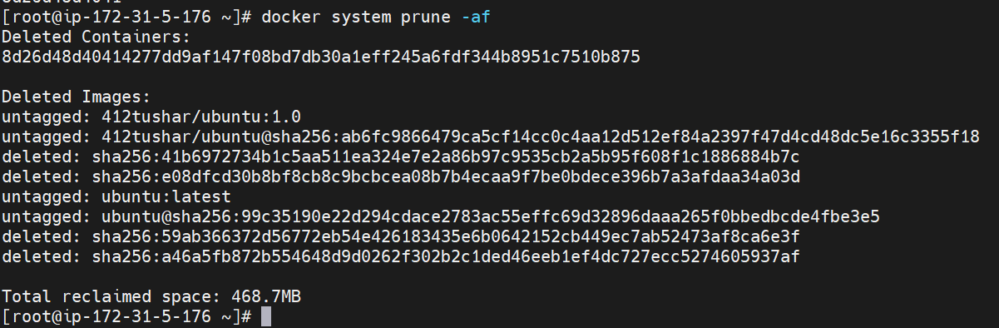 [root@ip-172-31-5-176 ~]# docker system prune -af
Deleted Containers:
8d26d48d40414277dd9af147f08bd7db30a1eff245a6fdf344b8951c7510b875
Deleted Images:
untagged: 412tushar/ubuntu:1.0
untagged: 412tushar/ubuntu@sha256:ab6fc9866479ca5cf14cc0c4aa12d512ef84a2397f47d4cd48dc5e16c3355f18
deleted: sha256:41b6972734b1c5aa511ea324e7e2a86b97c9535cb2a5b95f608f1c1886884b7c
deleted: sha256:e08dfcd30b8bf8cb8c9bcbcea08b7b4ecaa9f7be0bdece396b7a3afdaa34a03d
untagged: ubuntu:latest
untagged: ubuntu@sha256:99c35190e22d294cdace2783ac55effc69d32896daaa265f0bbedbcde4fbe3e5
deleted: sha256:59ab366372d56772eb54e426183435e6b0642152cb449ec7ab52473af8ca6e3f
deleted: sha256:a46a5fb872b554648d9d0262f302b2c1ded46eeb1ef4dc727ecc5274605937af
Total reclaimed space: 468.7MB
[root@ip-172-31-5-176 ~]#